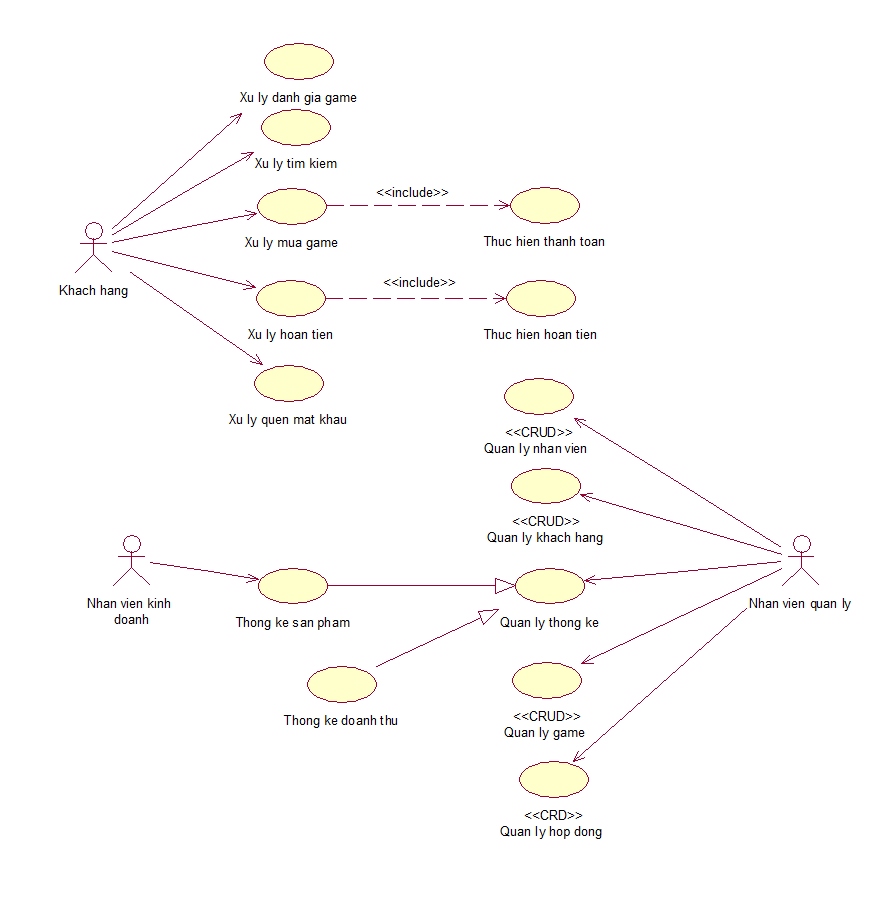 Xu ly danh gia game
Xu ly tim kiem
<<include>>
Xu ly mua game
Thuc hien thanh toan
Khach hang
<<include>>
Xu ly hoan tien
Thuc hien hoan tien
Xu ly quen mat khau
<<CRUD>>
Quan ly nhan vien
<<CRUD>>
Quan ly khach hang
Nhan vien kinh
doanh
Thong ke san pham
Quan ly thong ke
Nhan vien quan ly
Thong ke doanh thu
<<CRUD>>
Quan ly game
<<CRD>>
Quan ly hop dong